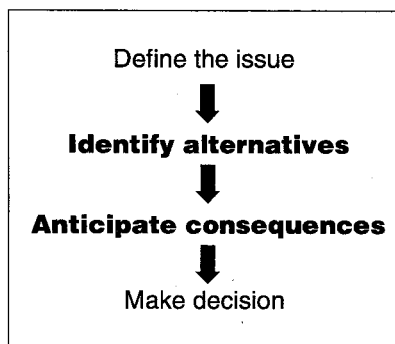 Define the issue
Identify alternatives
Anticipate consequences
Make decision